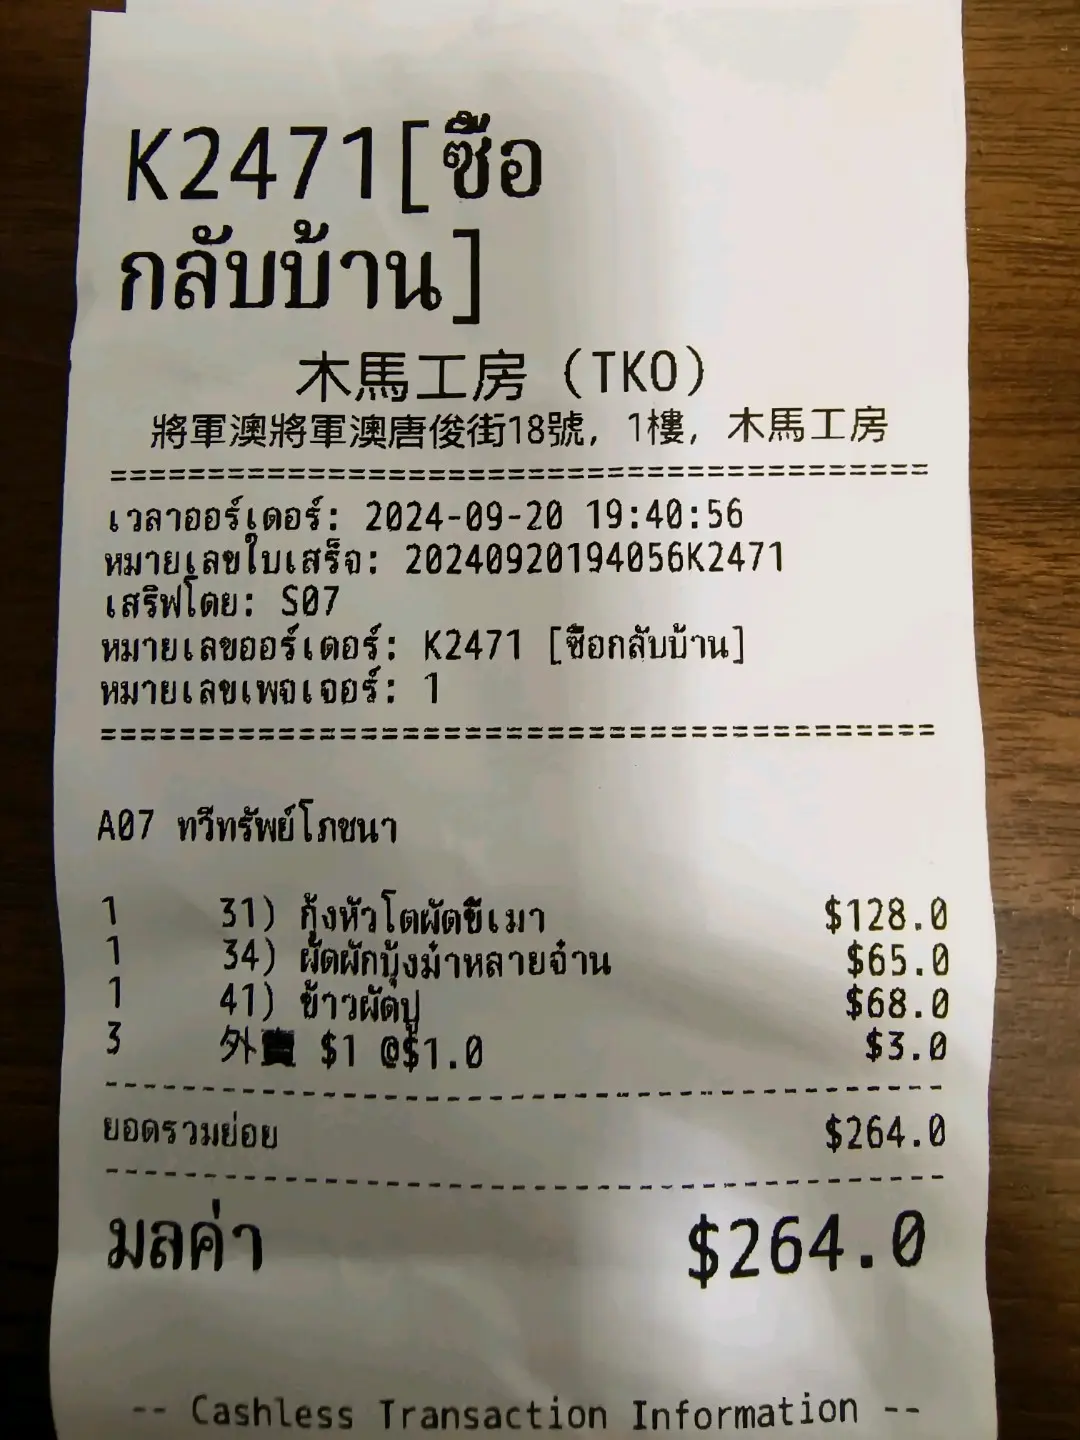 K2471[ซือ
กลับบ้าน]
木馬工房 (TKO)
將軍澳將軍澳唐俊街18號, 1樓, 木馬工房
เวลาออร์เดอร์: 2024-09-20 19:40:56
หมายเลขใบเสร็จ: 20240920194056K2471
เสริฟโดย: S07
หมายเลขออร์เดอร์: K2471 [ซือกลับบ้าน]
หมายเลขเพจเจอร์: 1
A07 ทวีทรัพย์โภชนา
1 31) กุ้งหัวโตผัดขี้เมา $128.0
1 34) ผัดผักบุ้งม๋าหลายจ๋าน $65.0
1 41) ข้าวผัดปู $68.0
3 外賣 $1 @$1.0 $3.0
ยอดรวมย่อย $264.0
มูลค่า $264.0
-- Cashless Transaction Information --